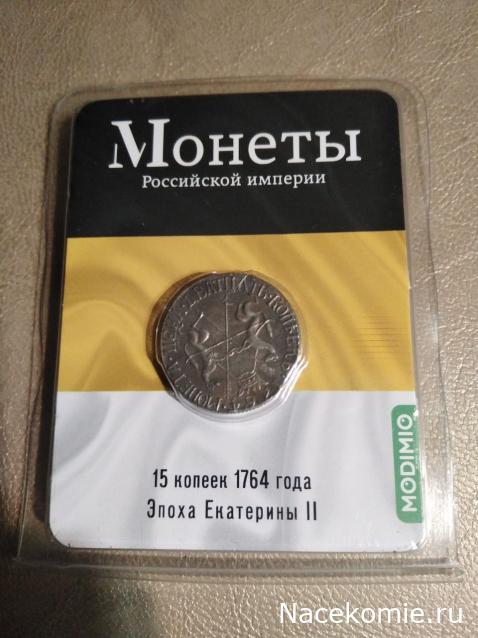 Монеты
Российской империи
15 копеек 1764 года
Эпоха Екатерины II
MODIMIO
Nacekomie.ru